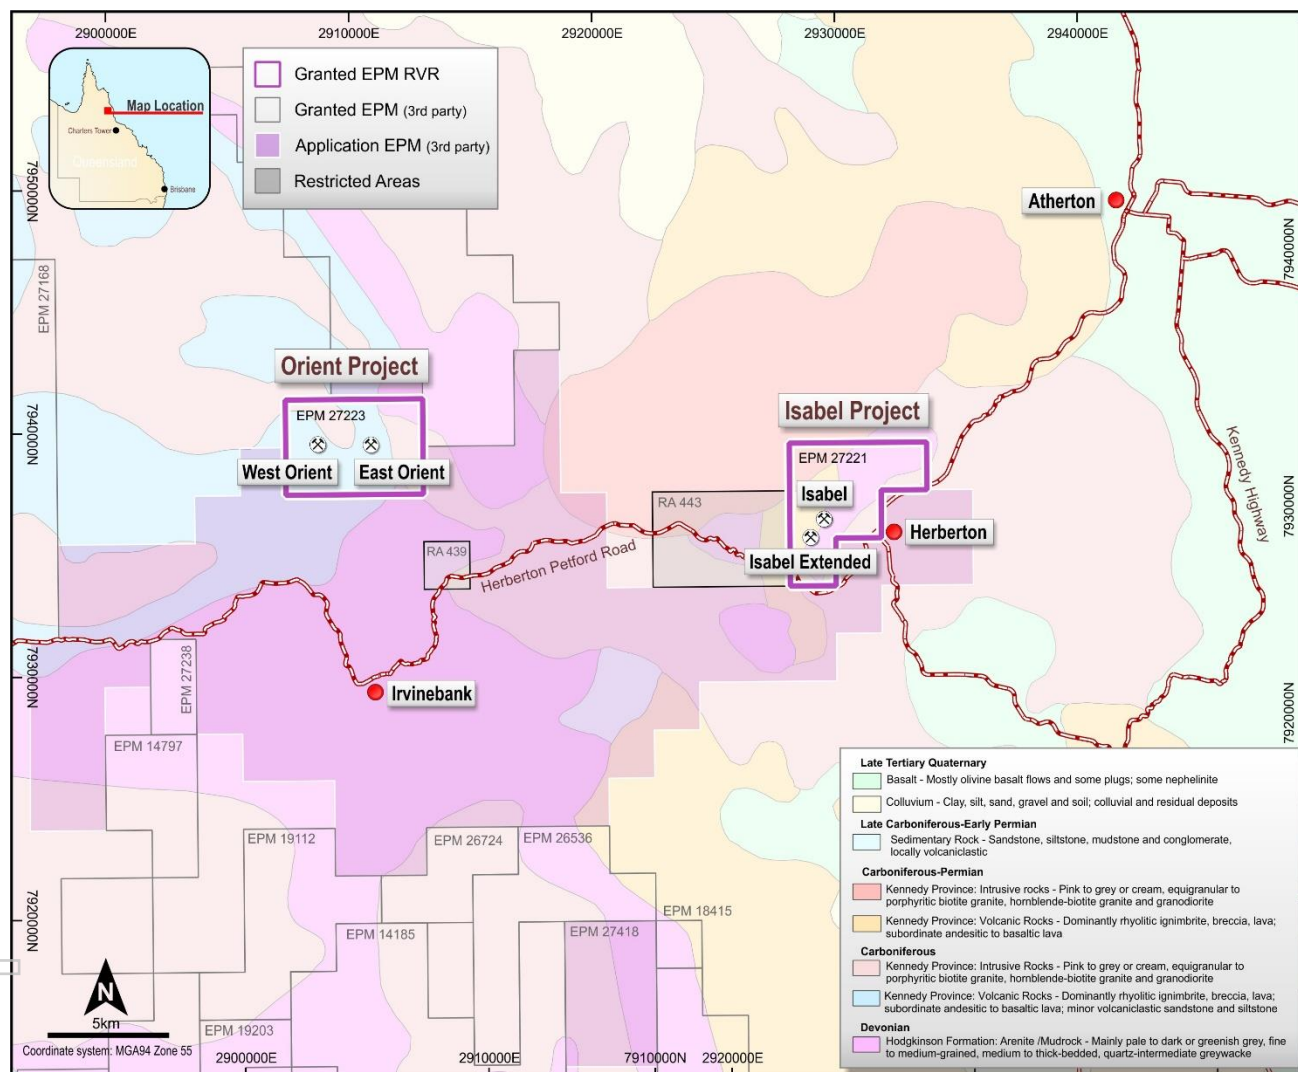 2900000E
2910000E
2920000E
2930000E
2940000E
Map Location
Charters Tower
Queensland
Brisbane
Granted EPM RVR
Granted EPM (3rd party)
Application EPM (3rd party)
Restricted Areas
7950000N
7940000N
Atherton
EPM 27168
Orient Project
EPM 27223
West Orient
East Orient
7940000N
Isabel Project
EPM 27221
Isabel
Isabel Extended
RA 443
Herberton
7930000N
Kennedy Highway
RA 439
Herberton Petford Road
7930000N
EPM 27238
Irvinebank
7920000N
EPM 14797
EPM 19112
EPM 26724
EPM 26536
EPM 18415
7920000N
EPM 14185
EPM 27418
EPM 19203
N
5km
Coordinate system: MGA94 Zone 55
2900000E
2910000E
7910000N
2920000E
Late Tertiary Quaternary
Basalt - Mostly olivine basalt flows and some plugs; some nephelinite
Colluvium - Clay, silt, sand, gravel and soil; colluvial and residual deposits
Late Carboniferous-Early Permian
Sedimentary Rock - Sandstone, siltstone, mudstone and conglomerate,
locally volcaniclastic
Carboniferous-Permian
Kennedy Province: Intrusive rocks - Pink to grey or cream, equigranular to
porphyritic biotite granite, hornblende-biotite granite and granodiorite
Kennedy Province: Volcanic Rocks - Dominantly rhyolitic ignimbrite, breccia, lava;
subordinate andesitic to basaltic lava
Carboniferous
Kennedy Province: Intrusive Rocks - Pink to grey or cream, equigranular to
porphyritic biotite granite, hornblende-biotite granite and granodiorite
Kennedy Province: Volcanic Rocks - Dominantly rhyolitic ignimbrite, breccia, lava;
subordinate andesitic to basaltic lava; minor volcaniclastic sandstone and siltstone
Devonian
Hodgkinson Formation: Arenite /Mudrock - Mainly pale to dark or greenish grey, fine
to medium-grained, medium to thick-bedded, quartz-intermediate greywacke